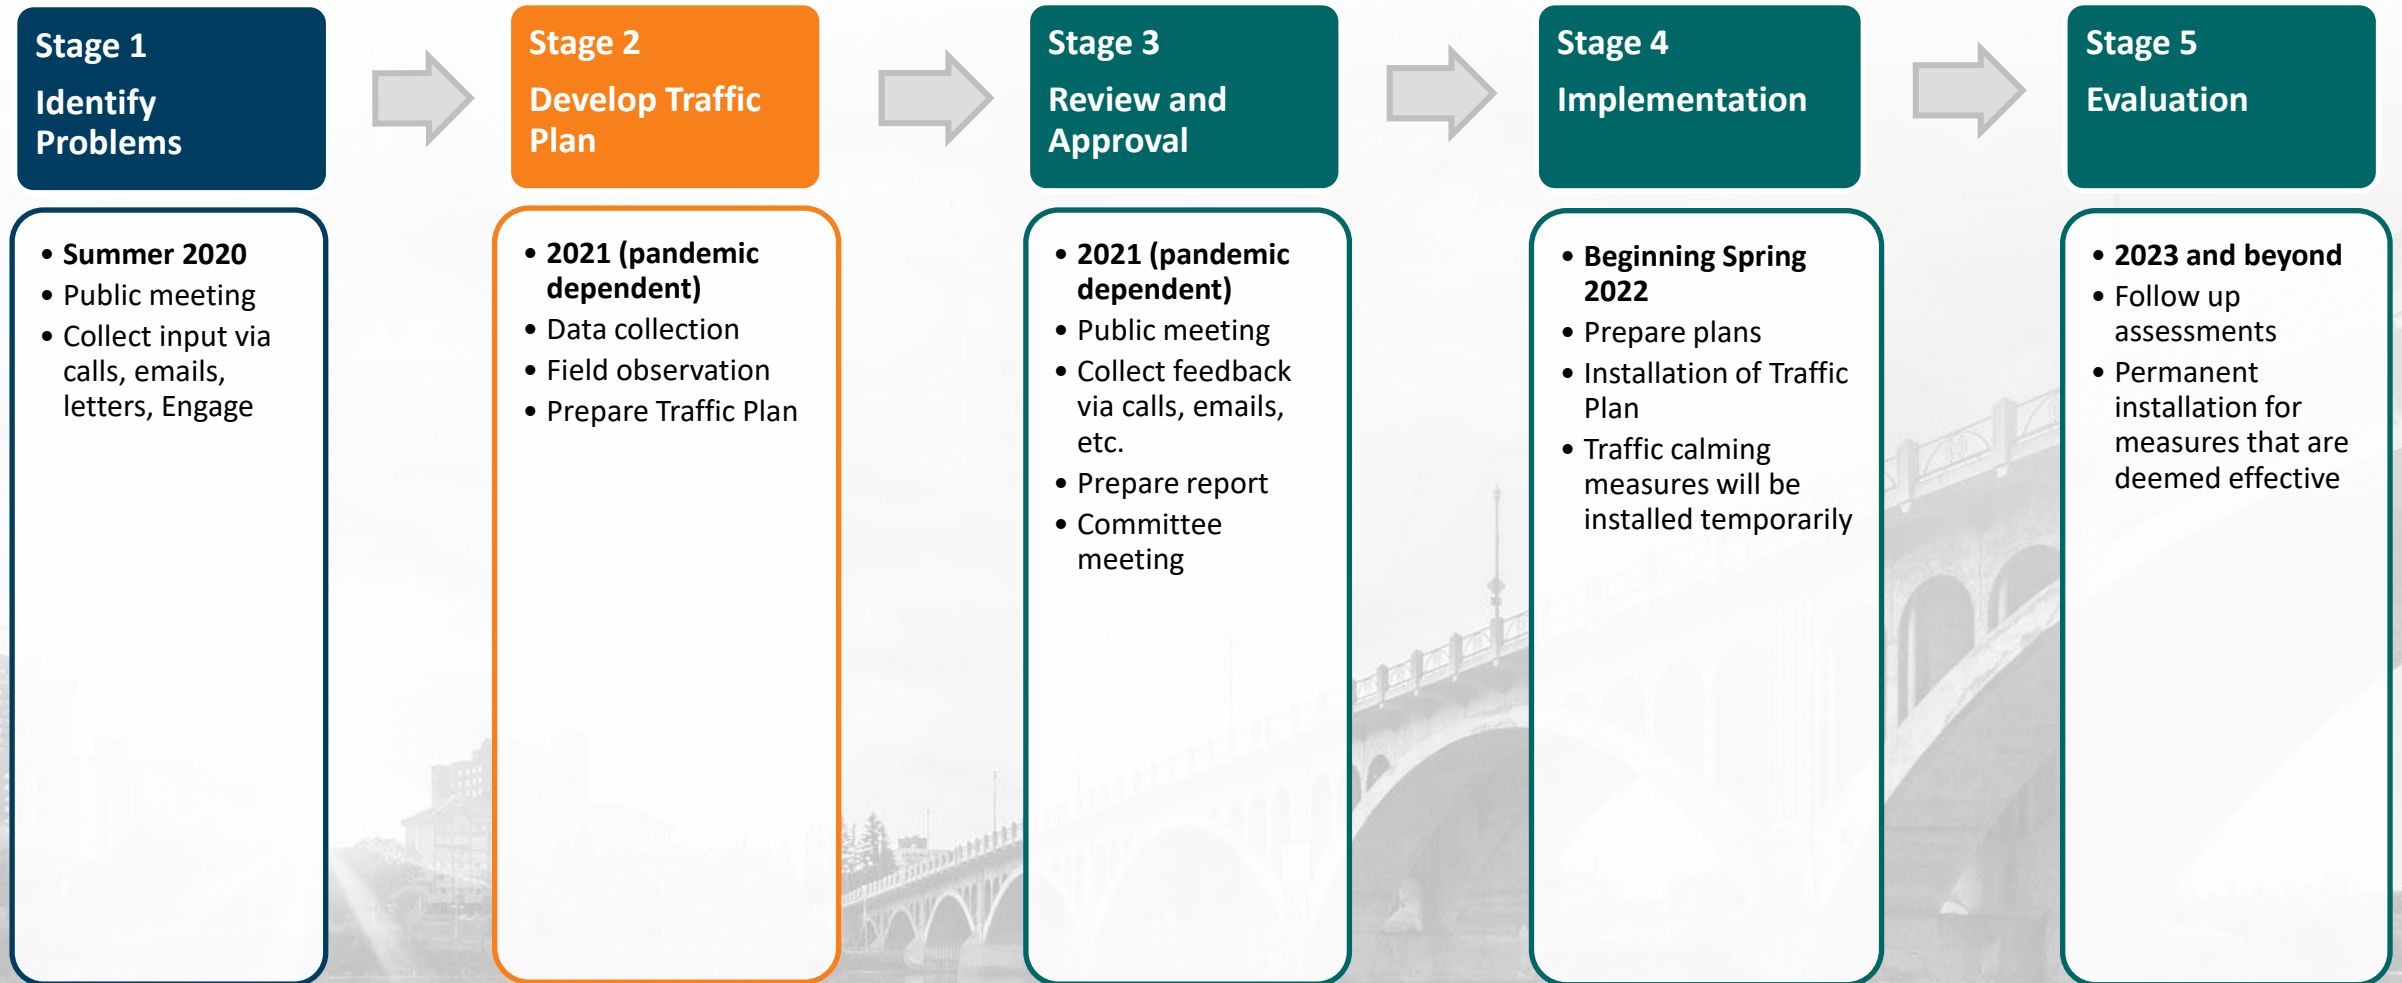 Stage 1
Identify
Problems
• Summer 2020
• Public meeting
• Collect input via
calls, emails,
letters, Engage
Stage 2
Develop Traffic
Plan
• 2021 (pandemic
dependent)
• Data collection
• Field observation
• Prepare Traffic Plan
Stage 3
Review and
Approval
• 2021 (pandemic
dependent)
• Public meeting
• Collect feedback
via calls, emails,
etc.
• Prepare report
• Committee
meeting
Stage 4
Implementation
• Beginning Spring
2022
• Prepare plans
• Installation of Traffic
Plan
• Traffic calming
measures will be
installed temporarily
Stage 5
Evaluation
• 2023 and beyond
• Follow up
assessments
• Permanent
installation for
measures that are
deemed effective